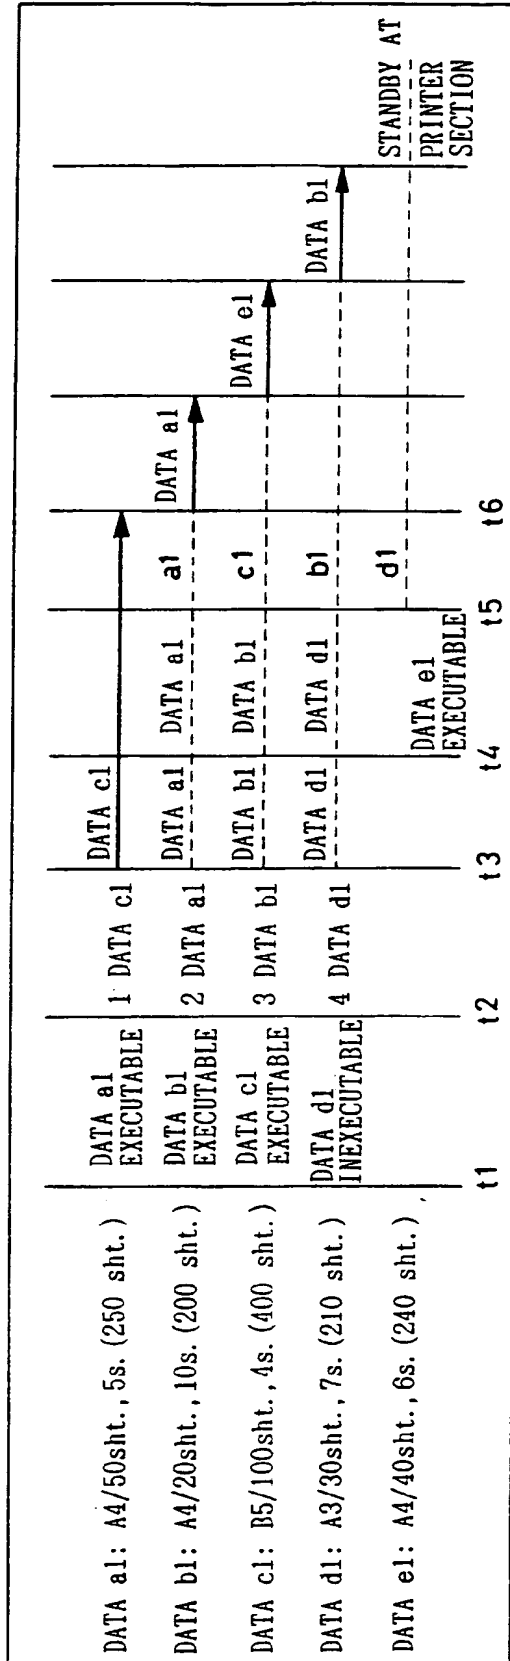 DATA a1: A4/50sht., 5s. (250 sht.)
DATA b1: A4/20sht., 10s. (200 sht.)
DATA c1: B5/100sht., 4s. (400 sht.)
DATA d1: A3/30sht., 7s. (210 sht.)
DATA e1: A4/40sht., 6s. (240 sht.)
DATA a1
EXECUTABLE
DATA b1
EXECUTABLE
DATA c1
EXECUTABLE
DATA d1
INEXECUTABLE
1 DATA c1
2 DATA a1
3 DATA b1
4 DATA d1
DATA c1
DATA a1
DATA b1
DATA d1
DATA a1
DATA b1
DATA d1
DATA e1
EXECUTABLE
a1
c1
b1
d1
DATA a1
DATA e1
DATA b1
STANDBY AT
PRINTER
SECTION
t1
t2
t3
t4
t5
t6